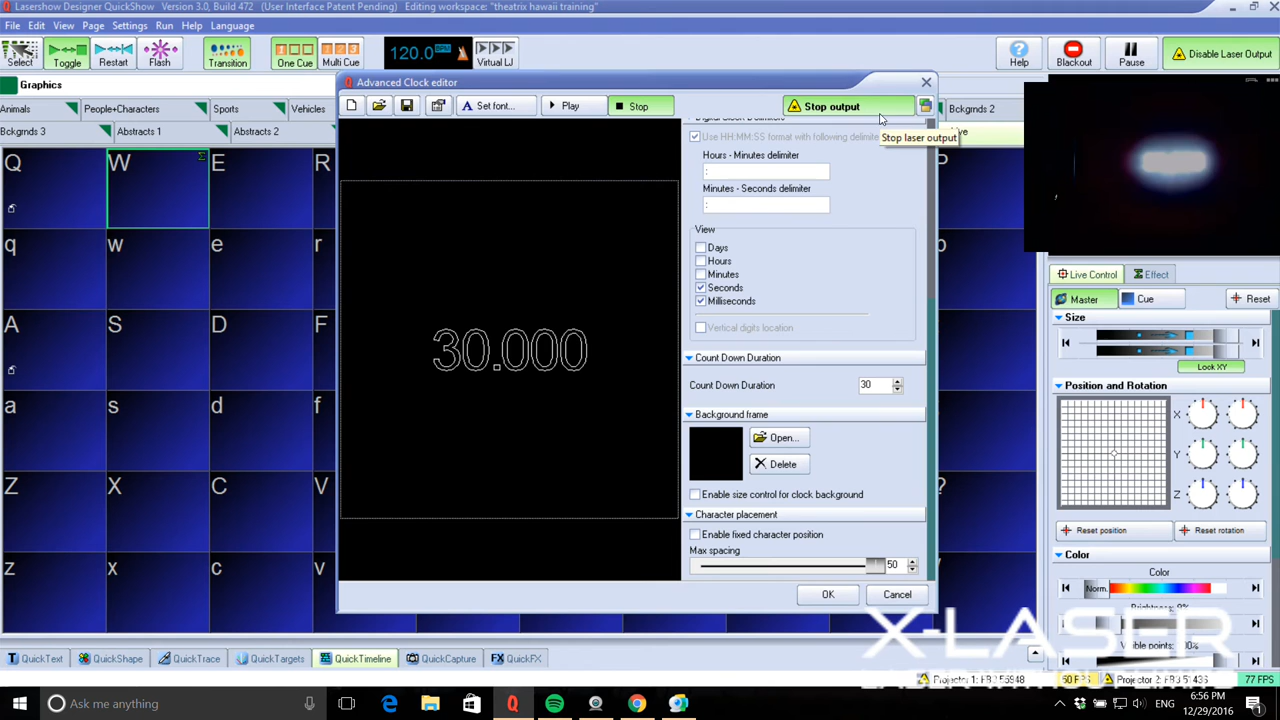 Lasershow Designer QuickShow Version 3.0, Build 472 (User Interface Patent Pending) Editing workspace: "theatrix hawaii training"
File Edit View Page Settings Run Help Language
Select Toggle Restart Flash Transition One Cue Multi Cue 120.0 BPM Virtual LJ Help Blackout Pause Disable Laser Output
Graphics
Animals People+Characters Sports Vehicles
Bckgrnds 2
Bckgrnds 3 Abstracts 1 Abstracts 2
Advanced Clock editor
Set font... Play Stop Stop output
Stop laser output
Use HH:MM:SS format with following delimite
Hours - Minutes delimiter
:
Minutes - Seconds delimiter
:
View
Days
Hours
Minutes
Seconds
Milliseconds
Vertical digits location
30.000
Count Down Duration
Count Down Duration 30
Background frame
Open...
Delete
Enable size control for clock background
Character placement
Enable fixed character position
Max spacing
50
OK Cancel
Q W E R P
q w e r
A S D F
a s d f
Z X C V ?
z x c v
Live Control Effect
Master Cue Reset
Size
Lock XY
Position and Rotation
X
Y
Z
Reset position Reset rotation
Color
Color
Norm.
X-LASER
QuickText QuickShape QuickTrace QuickTargets QuickTimeline QuickCapture QuickFX
77 FPS
Ask me anything
ENG
6:56 PM
12/29/2016